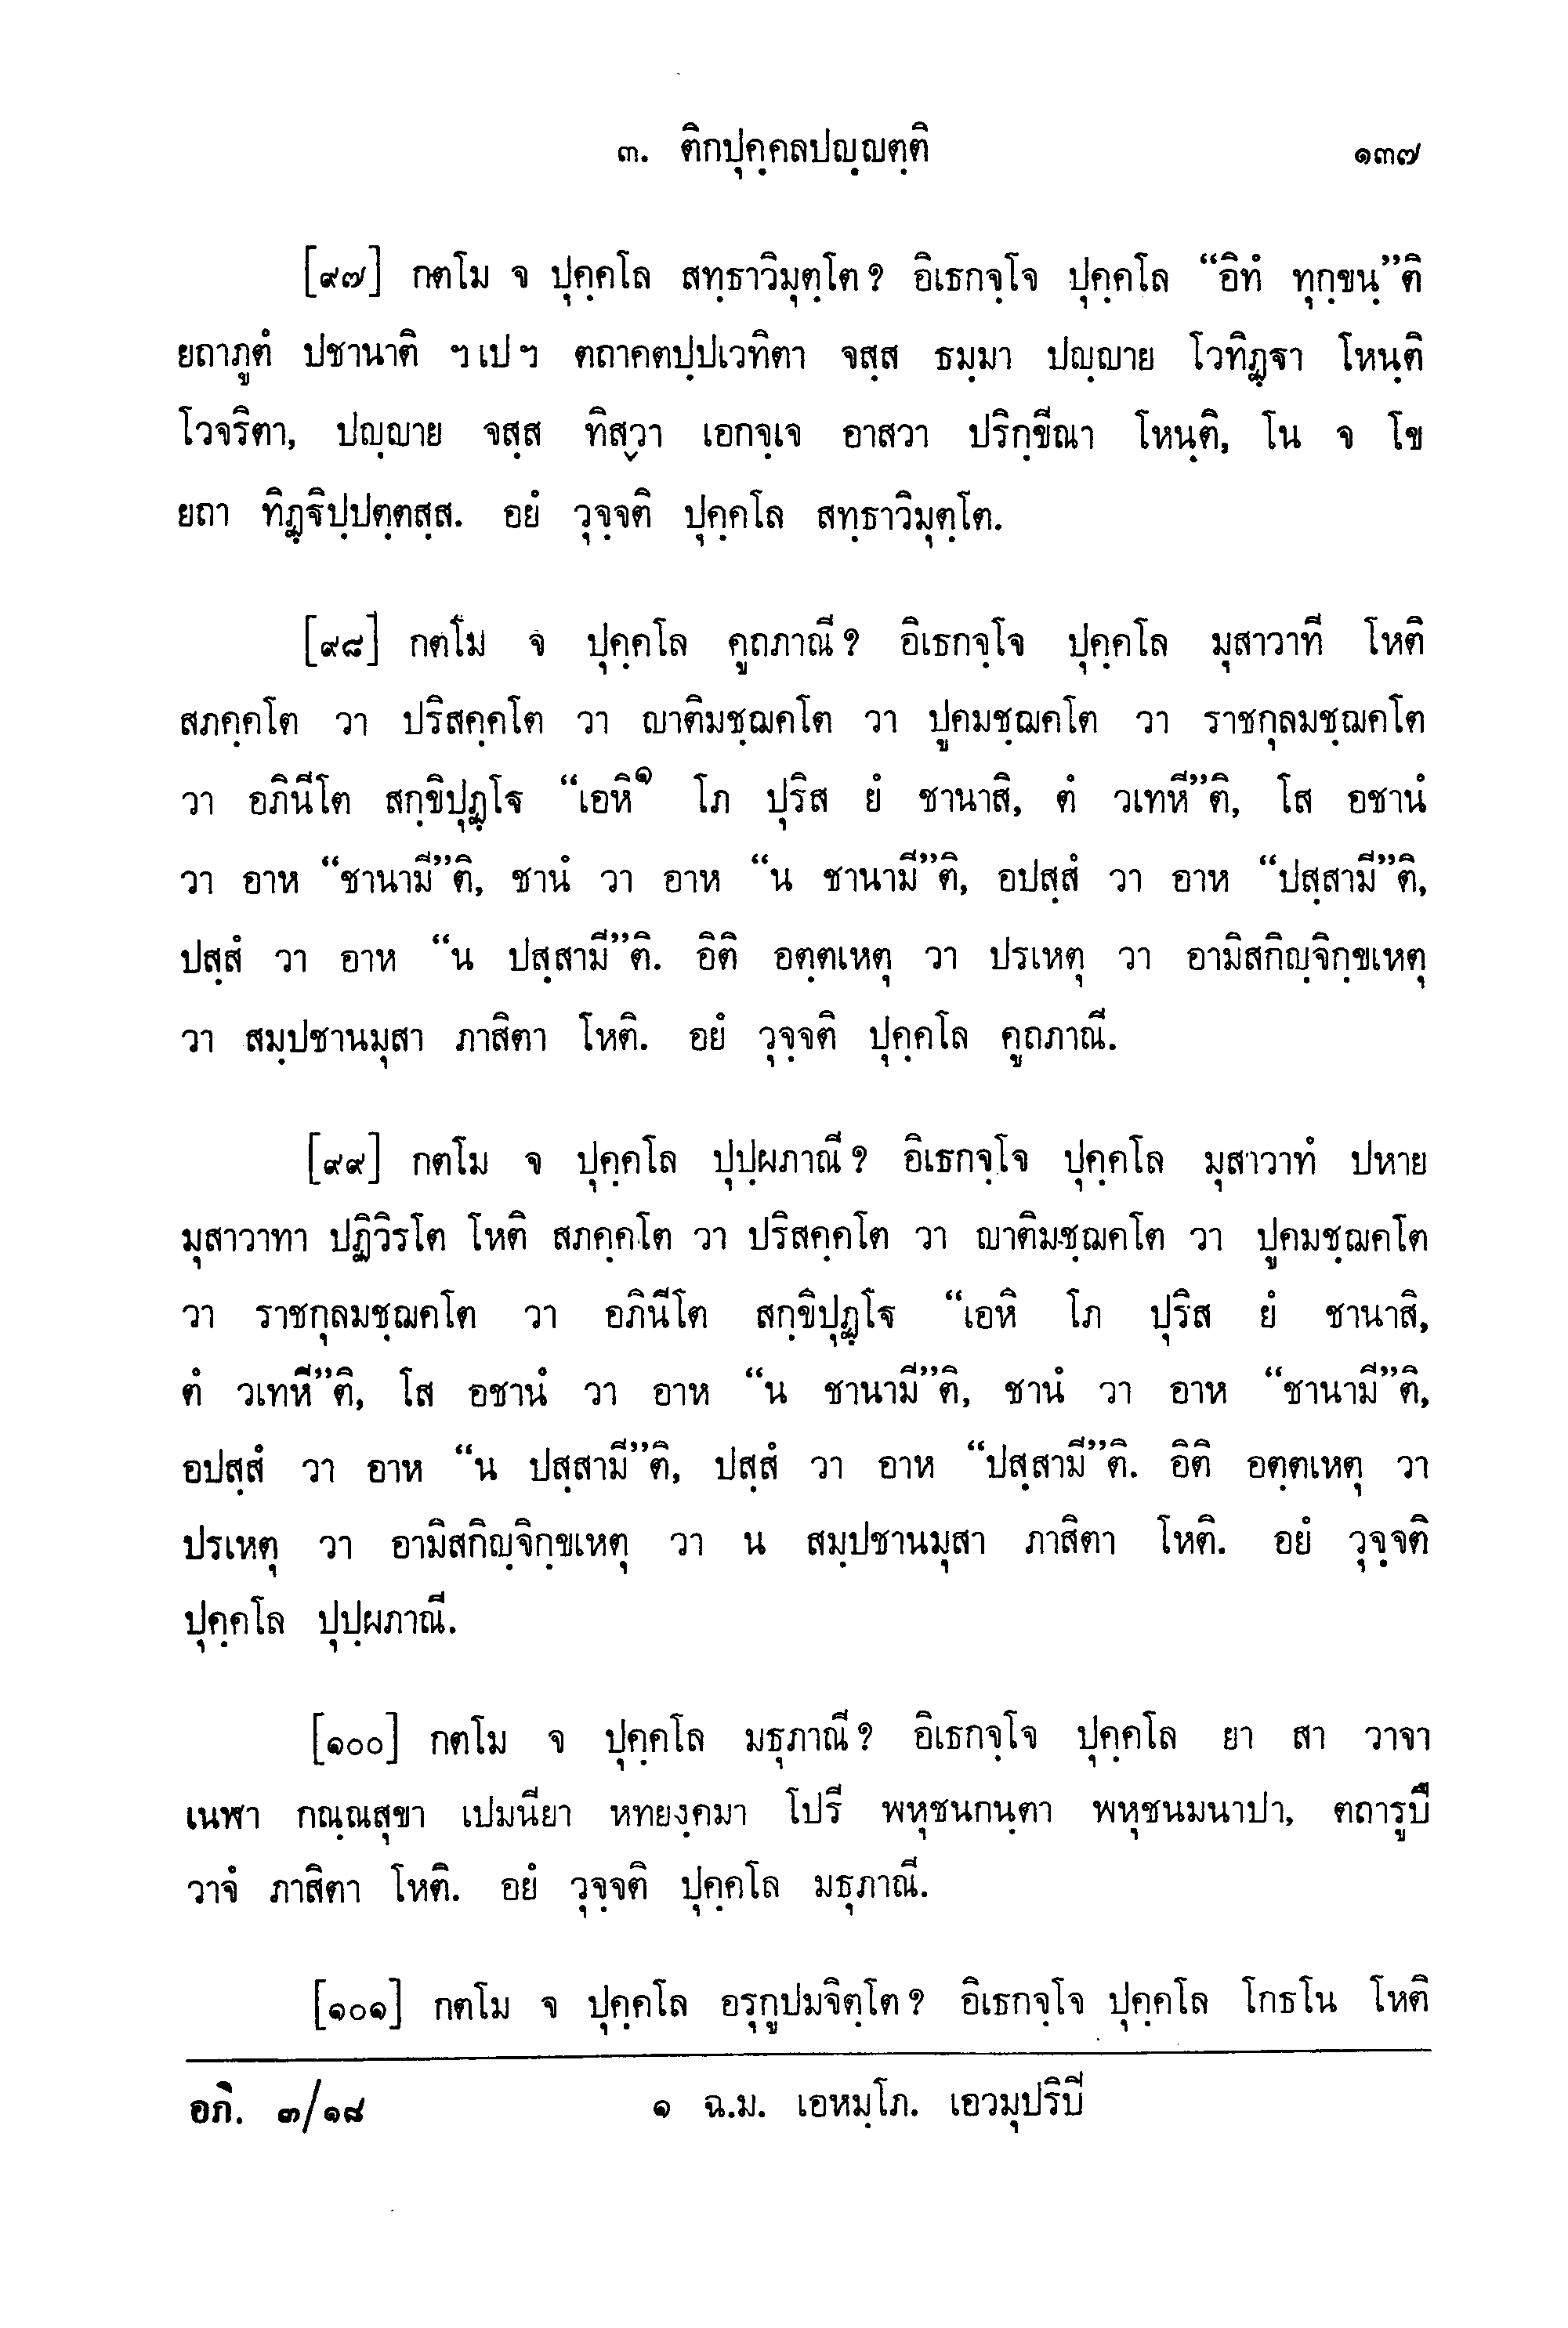 ๓. ติกปุคฺคลปญฺญตฺติ ๑๓๗
[๙๗] กตโม จ ปุคฺคโล สทฺธาวิมุตฺโต? อิเธกจฺโจ ปุคฺคโล “อิทํ ทุกฺขนฺ”ติ
ยถาภูตํ ปชานาติ ฯเปฯ ตถาคตปฺปเวทิตา จสฺส ธมฺมา ปญฺญาย โวทิฏฺฐา โหนฺติ
โวจริตา, ปญฺญาย จสฺส ทิสฺวา เอกจฺเจ อาสวา ปริกฺขีณา โหนฺติ, โน จ โข
ยถา ทิฏฺฐิปฺปตฺตสฺส. อยํ วุจฺจติ ปุคฺคโล สทฺธาวิมุตฺโต.
[๙๘] กตโม จ ปุคฺคโล คูถภาณี? อิเธกจฺโจ ปุคฺคโล มุสาวาที โหติ
สภคฺคโต วา ปริสคฺคโต วา ญาติมชฺฌคโต วา ปูคมชฺฌคโต วา ราชกุลมชฺฌคโต
วา อภินีโต สกฺขิปุฏฺโฐ “เอหิ๑ โภ ปุริส ยํ ชานาสิ, ตํ วเทหี”ติ, โส อชานํ
วา อาห “ชานามี”ติ, ชานํ วา อาห “น ชานามี”ติ, อปสฺสํ วา อาห “ปสฺสามี”ติ,
ปสฺสํ วา อาห “น ปสฺสามี”ติ. อิติ อตฺตเหตุ วา ปรเหตุ วา อามิสกิญฺจิกฺขเหตุ
วา สมฺปชานมุสา ภาสิตา โหติ. อยํ วุจฺจติ ปุคฺคโล คูถภาณี.
[๙๙] กตโม จ ปุคฺคโล ปุปฺผภาณี? อิเธกจฺโจ ปุคฺคโล มุสาวาทํ ปหาย
มุสาวาทา ปฏิวิรโต โหติ สภคฺคโต วา ปริสคฺคโต วา ญาติมชฺฌคโต วา ปูคมชฺฌคโต
วา ราชกุลมชฺฌคโต วา อภินีโต สกฺขิปุฏฺโฐ “เอหิ โภ ปุริส ยํ ชานาสิ,
ตํ วเทหี”ติ, โส อชานํ วา อาห “น ชานามี”ติ, ชานํ วา อาห “ชานามี”ติ,
อปสฺสํ วา อาห “น ปสฺสามี”ติ, ปสฺสํ วา อาห “ปสฺสามี”ติ. อิติ อตฺตเหตุ วา
ปรเหตุ วา อามิสกิญฺจิกฺขเหตุ วา น สมฺปชานมุสา ภาสิตา โหติ. อยํ วุจฺจติ
ปุคฺคโล ปุปฺผภาณี.
[๑๐๐] กตโม จ ปุคฺคโล มธุภาณี? อิเธกจฺโจ ปุคฺคโล ยา สา วาจา
เนฬา กณฺณสุขา เปมนียา หทยงฺคมา โปรี พหุชนกนฺตา พหุชนมนาปา, ตถารูปึ
วาจํ ภาสิตา โหติ. อยํ วุจฺจติ ปุคฺคโล มธุภาณี.
[๑๐๑] กตโม จ ปุคฺคโล อรุกูปมจิตฺโต? อิเธกจฺโจ ปุคฺคโล โกธโน โหติ
อภิ. ๓/๑๘ ๑ ฉ.ม. เอหมฺโภ. เอวมุปริปี